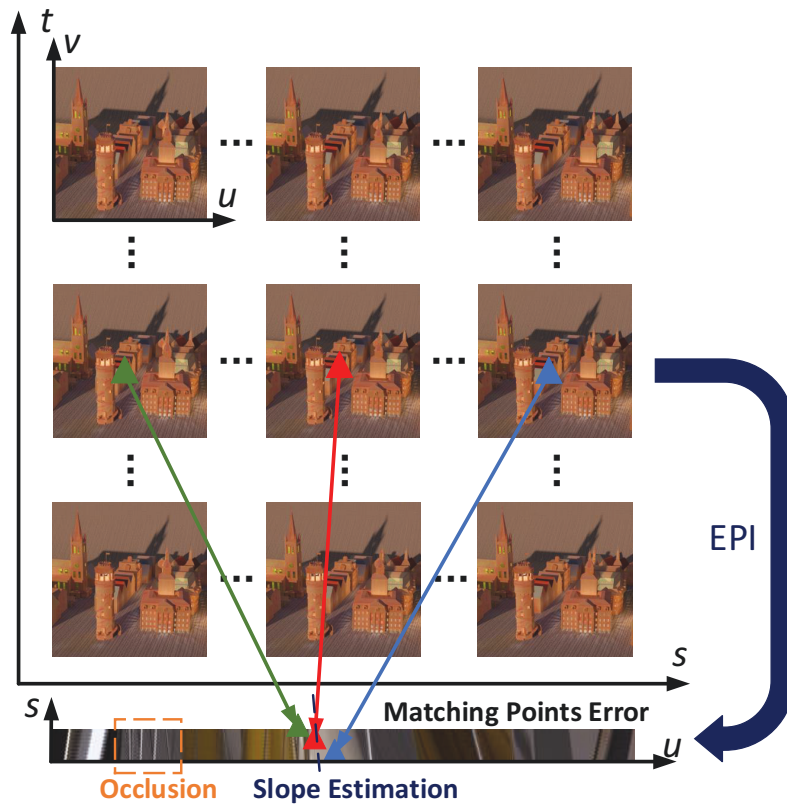 t
v
u
EPI
s
s
Matching Points Error
u
Occlusion
Slope Estimation